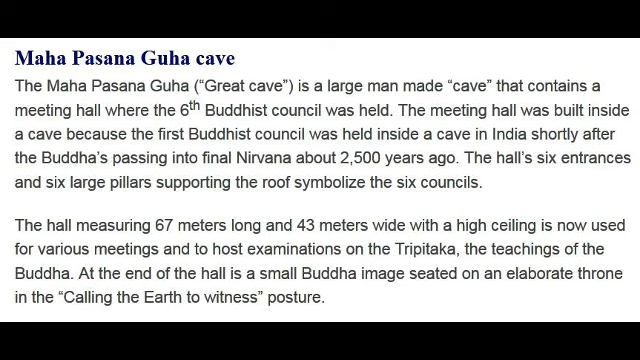 Maha Pasana Guha cave
The Maha Pasana Guha (“Great cave”) is a large man made “cave” that contains a
meeting hall where the 6th Buddhist council was held. The meeting hall was built inside
a cave because the first Buddhist council was held inside a cave in India shortly after
the Buddha’s passing into final Nirvana about 2,500 years ago. The hall’s six entrances
and six large pillars supporting the roof symbolize the six councils.
The hall measuring 67 meters long and 43 meters wide with a high ceiling is now used
for various meetings and to host examinations on the Tripitaka, the teachings of the
Buddha. At the end of the hall is a small Buddha image seated on an elaborate throne
in the “Calling the Earth to witness” posture.